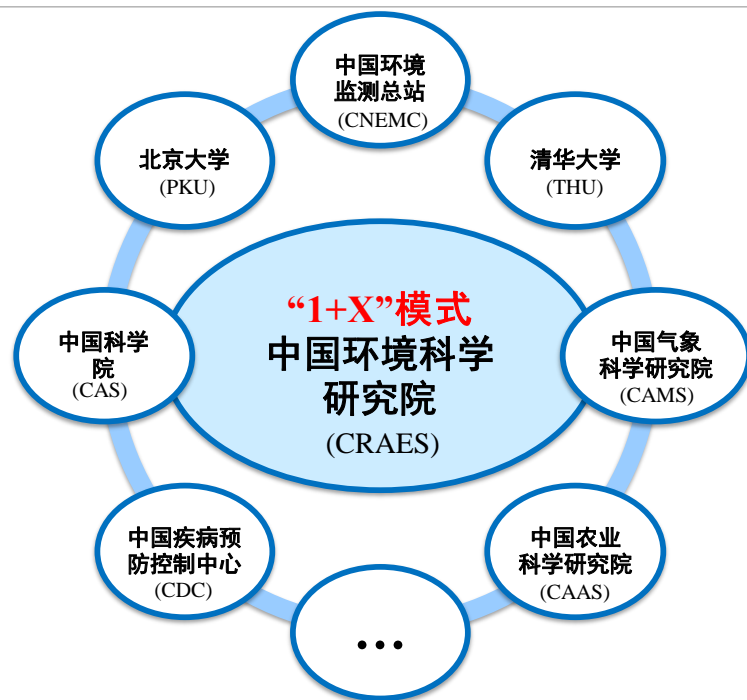 中国环境
监测总站
(CNEMC)
北京大学
(PKU)
清华大学
(THU)
“1+X”模式
中国环境科学
研究院
(CRAES)
中国科学
院
(CAS)
中国气象
科学研究院
(CAMS)
中国疾病预
防控制中心
(CDC)
中国农业
科学研究院
(CAAS)
…